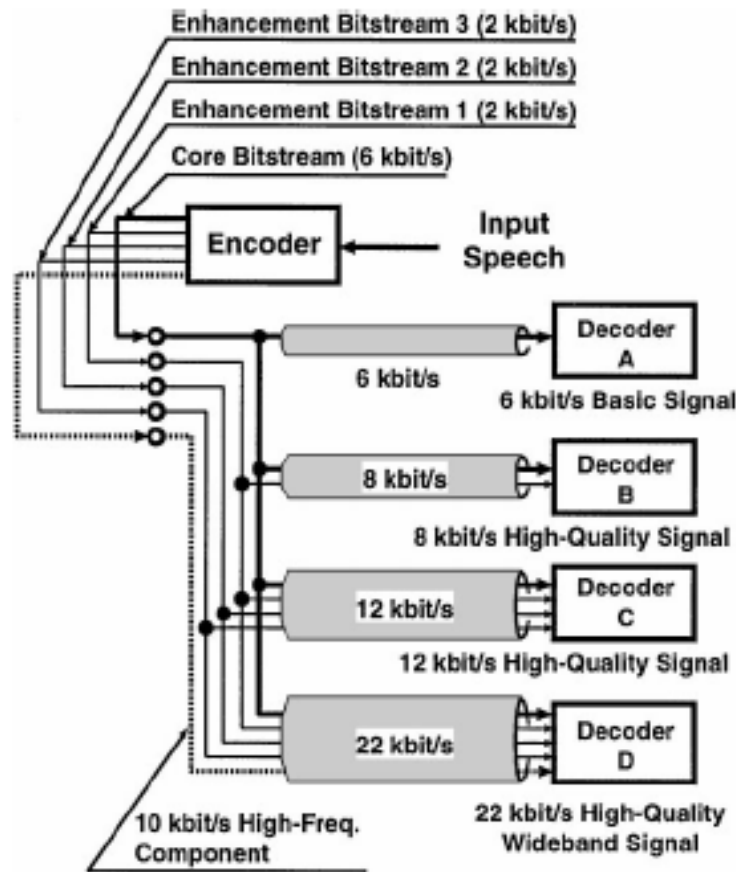 Enhancement Bitstream 3 (2 kbit/s)
Enhancement Bitstream 2 (2 kbit/s)
Enhancement Bitstream 1 (2 kbit/s)
Core Bitstream (6 kbit/s)
Encoder
Input
Speech
Decoder
A
6 kbit/s
6 kbit/s Basic Signal
8 kbit/s
Decoder
B
8 kbit/s High-Quality Signal
12 kbit/s
Decoder
C
12 kbit/s High-Quality Signal
22 kbit/s
Decoder
D
10 kbit/s High-Freq.
Component
22 kbit/s High-Quality
Wideband Signal